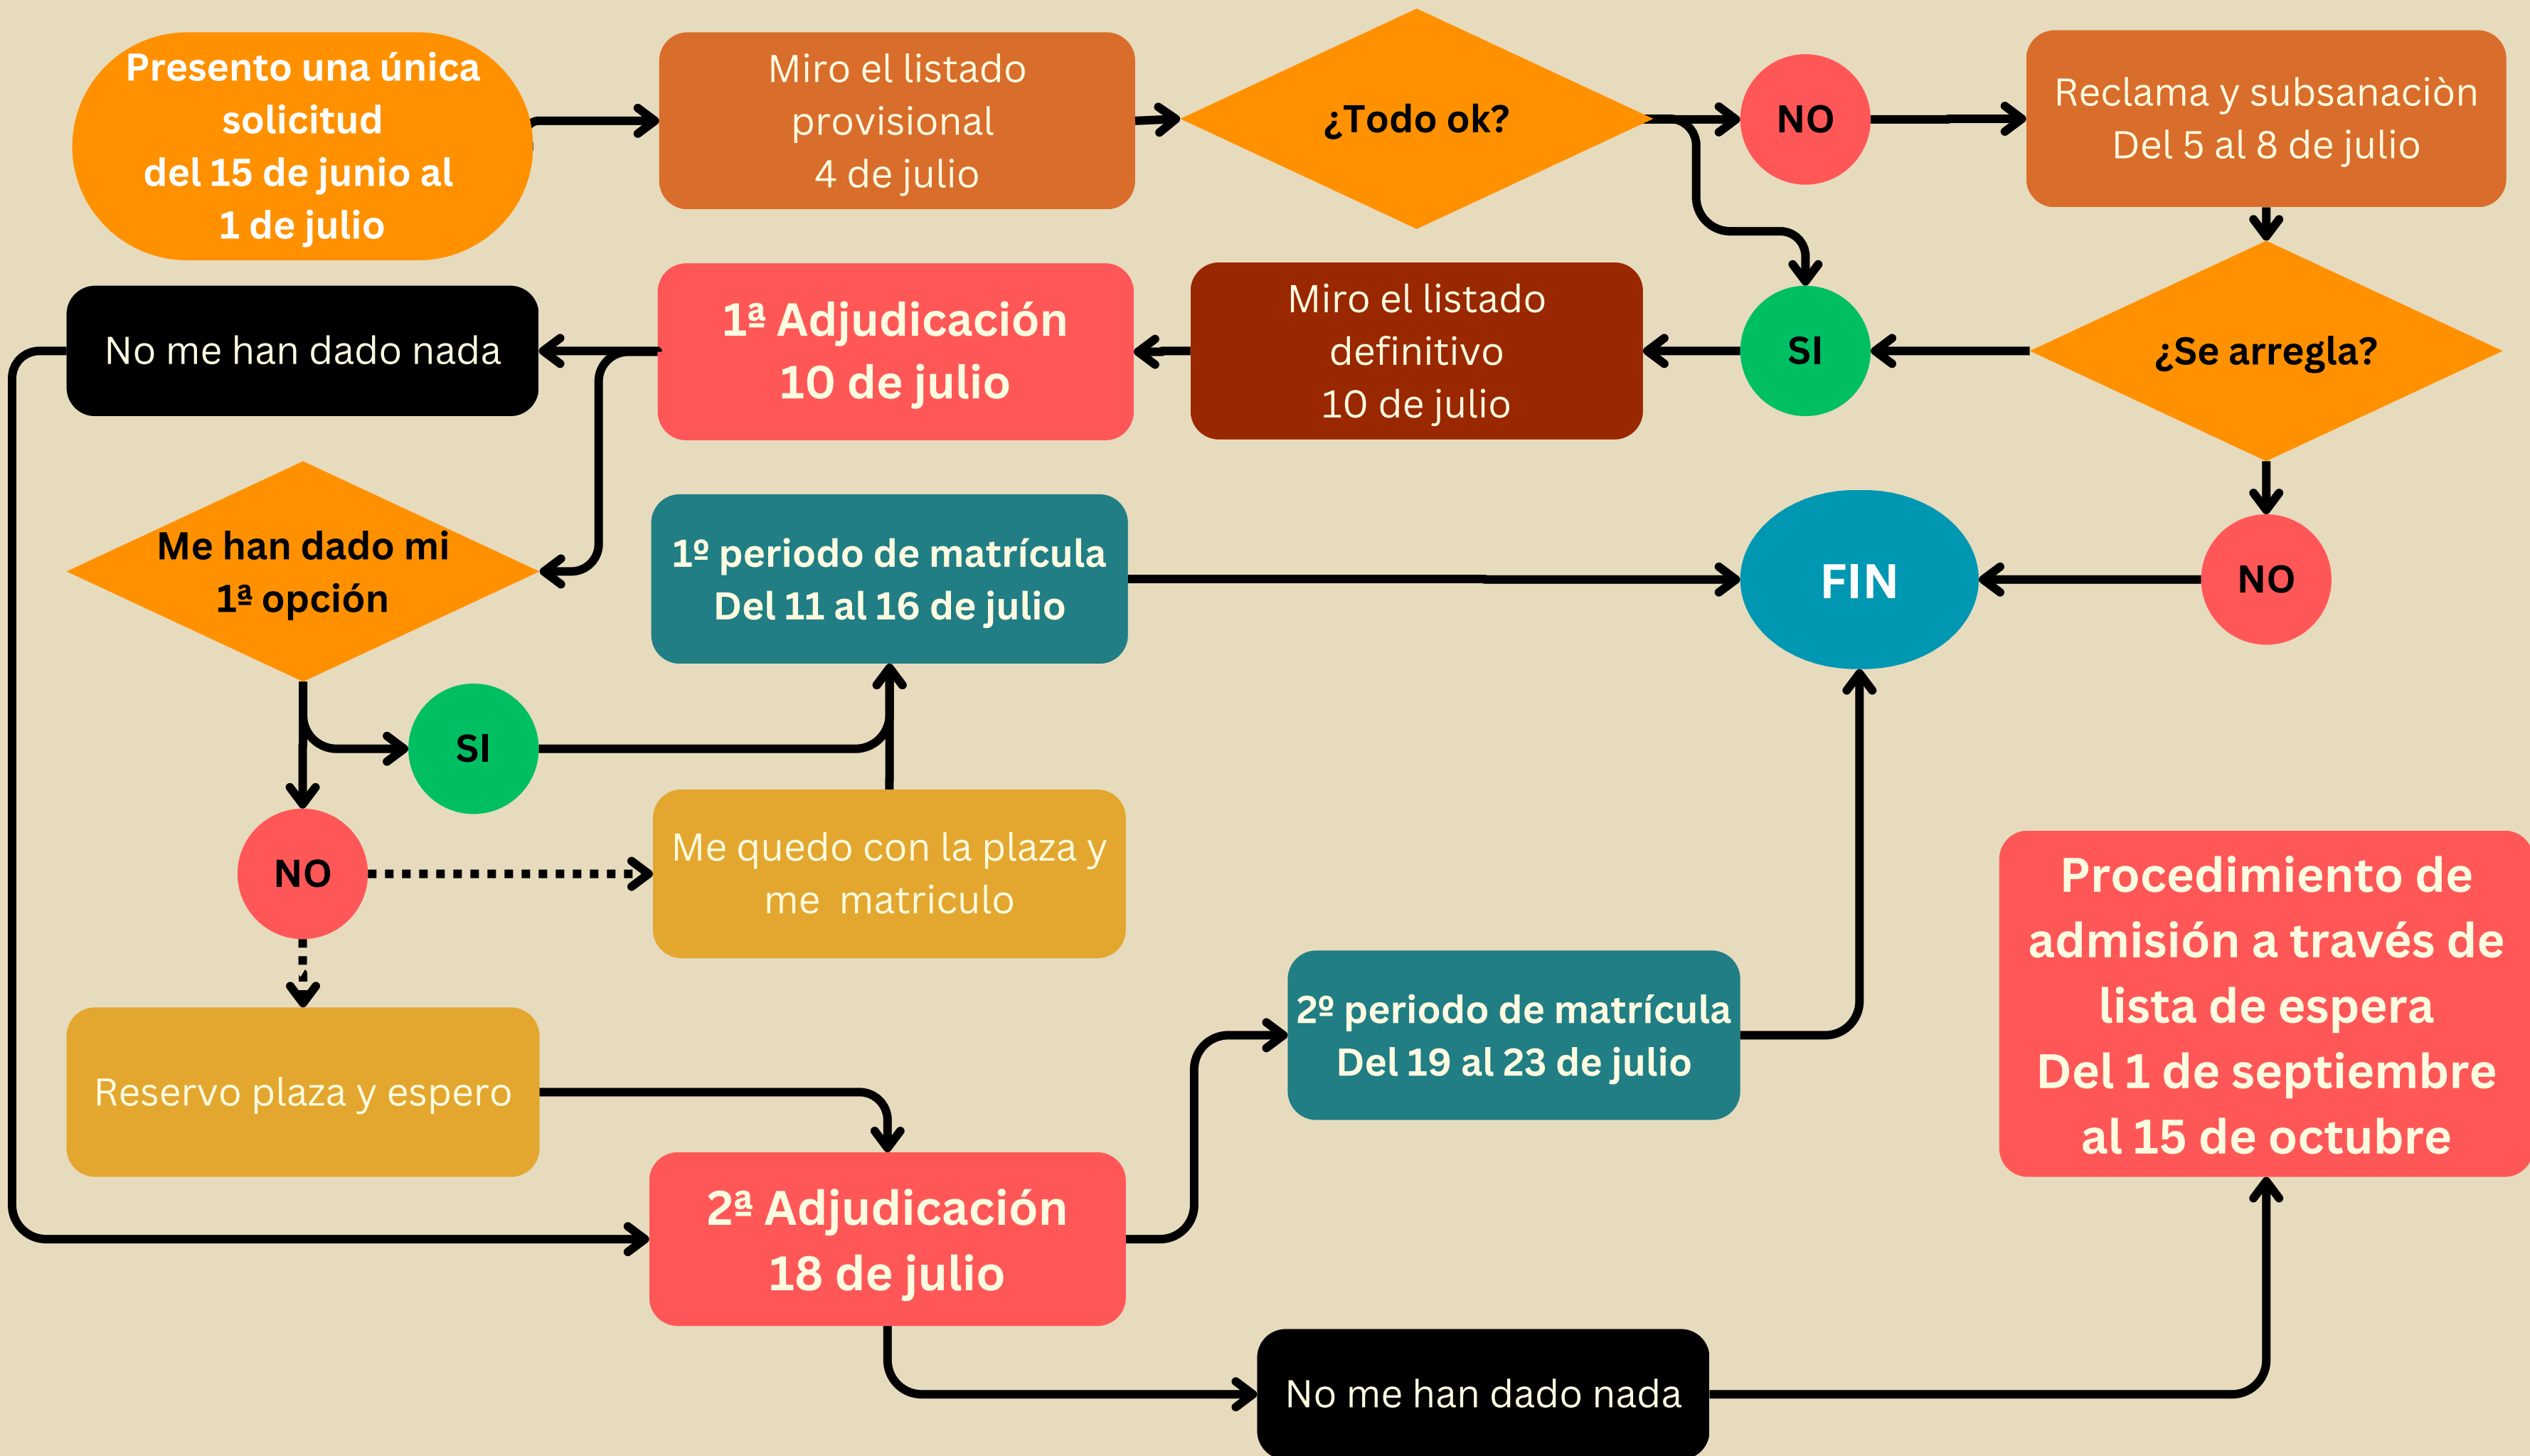 Presento una única
solicitud
del 15 de junio al
1 de julio
Miro el listado
provisional
4 de julio
¿Todo ok?
NO
Reclama y subsanaciòn
Del 5 al 8 de julio
No me han dado nada
1ª Adjudicación
10 de julio
Miro el listado
definitivo
10 de julio
SI
¿Se arregla?
Me han dado mi
1ª opción
1º periodo de matrícula
Del 11 al 16 de julio
FIN
NO
SI
NO
Me quedo con la plaza y
me matriculo
Procedimiento de
admisión a través de
lista de espera
Del 1 de septiembre
al 15 de octubre
2º periodo de matrícula
Del 19 al 23 de julio
Reservo plaza y espero
2ª Adjudicación
18 de julio
No me han dado nada